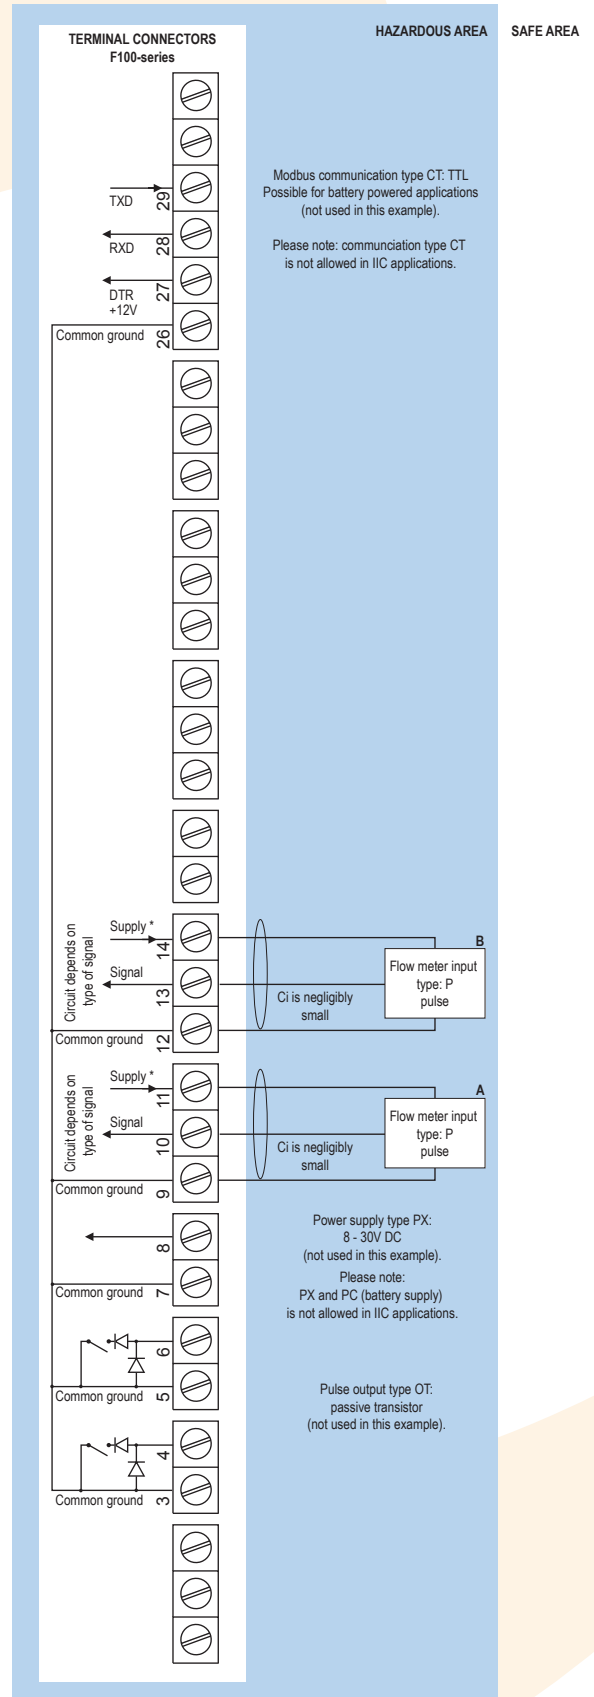 HAZARDOUS AREA
SAFE AREA
TERMINAL CONNECTORS
F100-series
TXD
29
RXD
28
DTR
+12V
27
Common ground
26
Modbus communication type CT: TTL
Possible for battery powered applications
(not used in this example).
Please note: communciation type CT
is not allowed in IIC applications.
Circuit depends on
type of signal
Supply *
14
Signal
13
Common ground
12
Ci is negligibly
small
B
Flow meter input
type: P
pulse
Circuit depends on
type of signal
Supply *
11
Signal
10
Common ground
9
Ci is negligibly
small
A
Flow meter input
type: P
pulse
8
Common ground
7
Power supply type PX:
8 - 30V DC
(not used in this example).
Please note:
PX and PC (battery supply)
is not allowed in IIC applications.
6
Common ground
5
Pulse output type OT:
passive transistor
(not used in this example).
4
Common ground
3